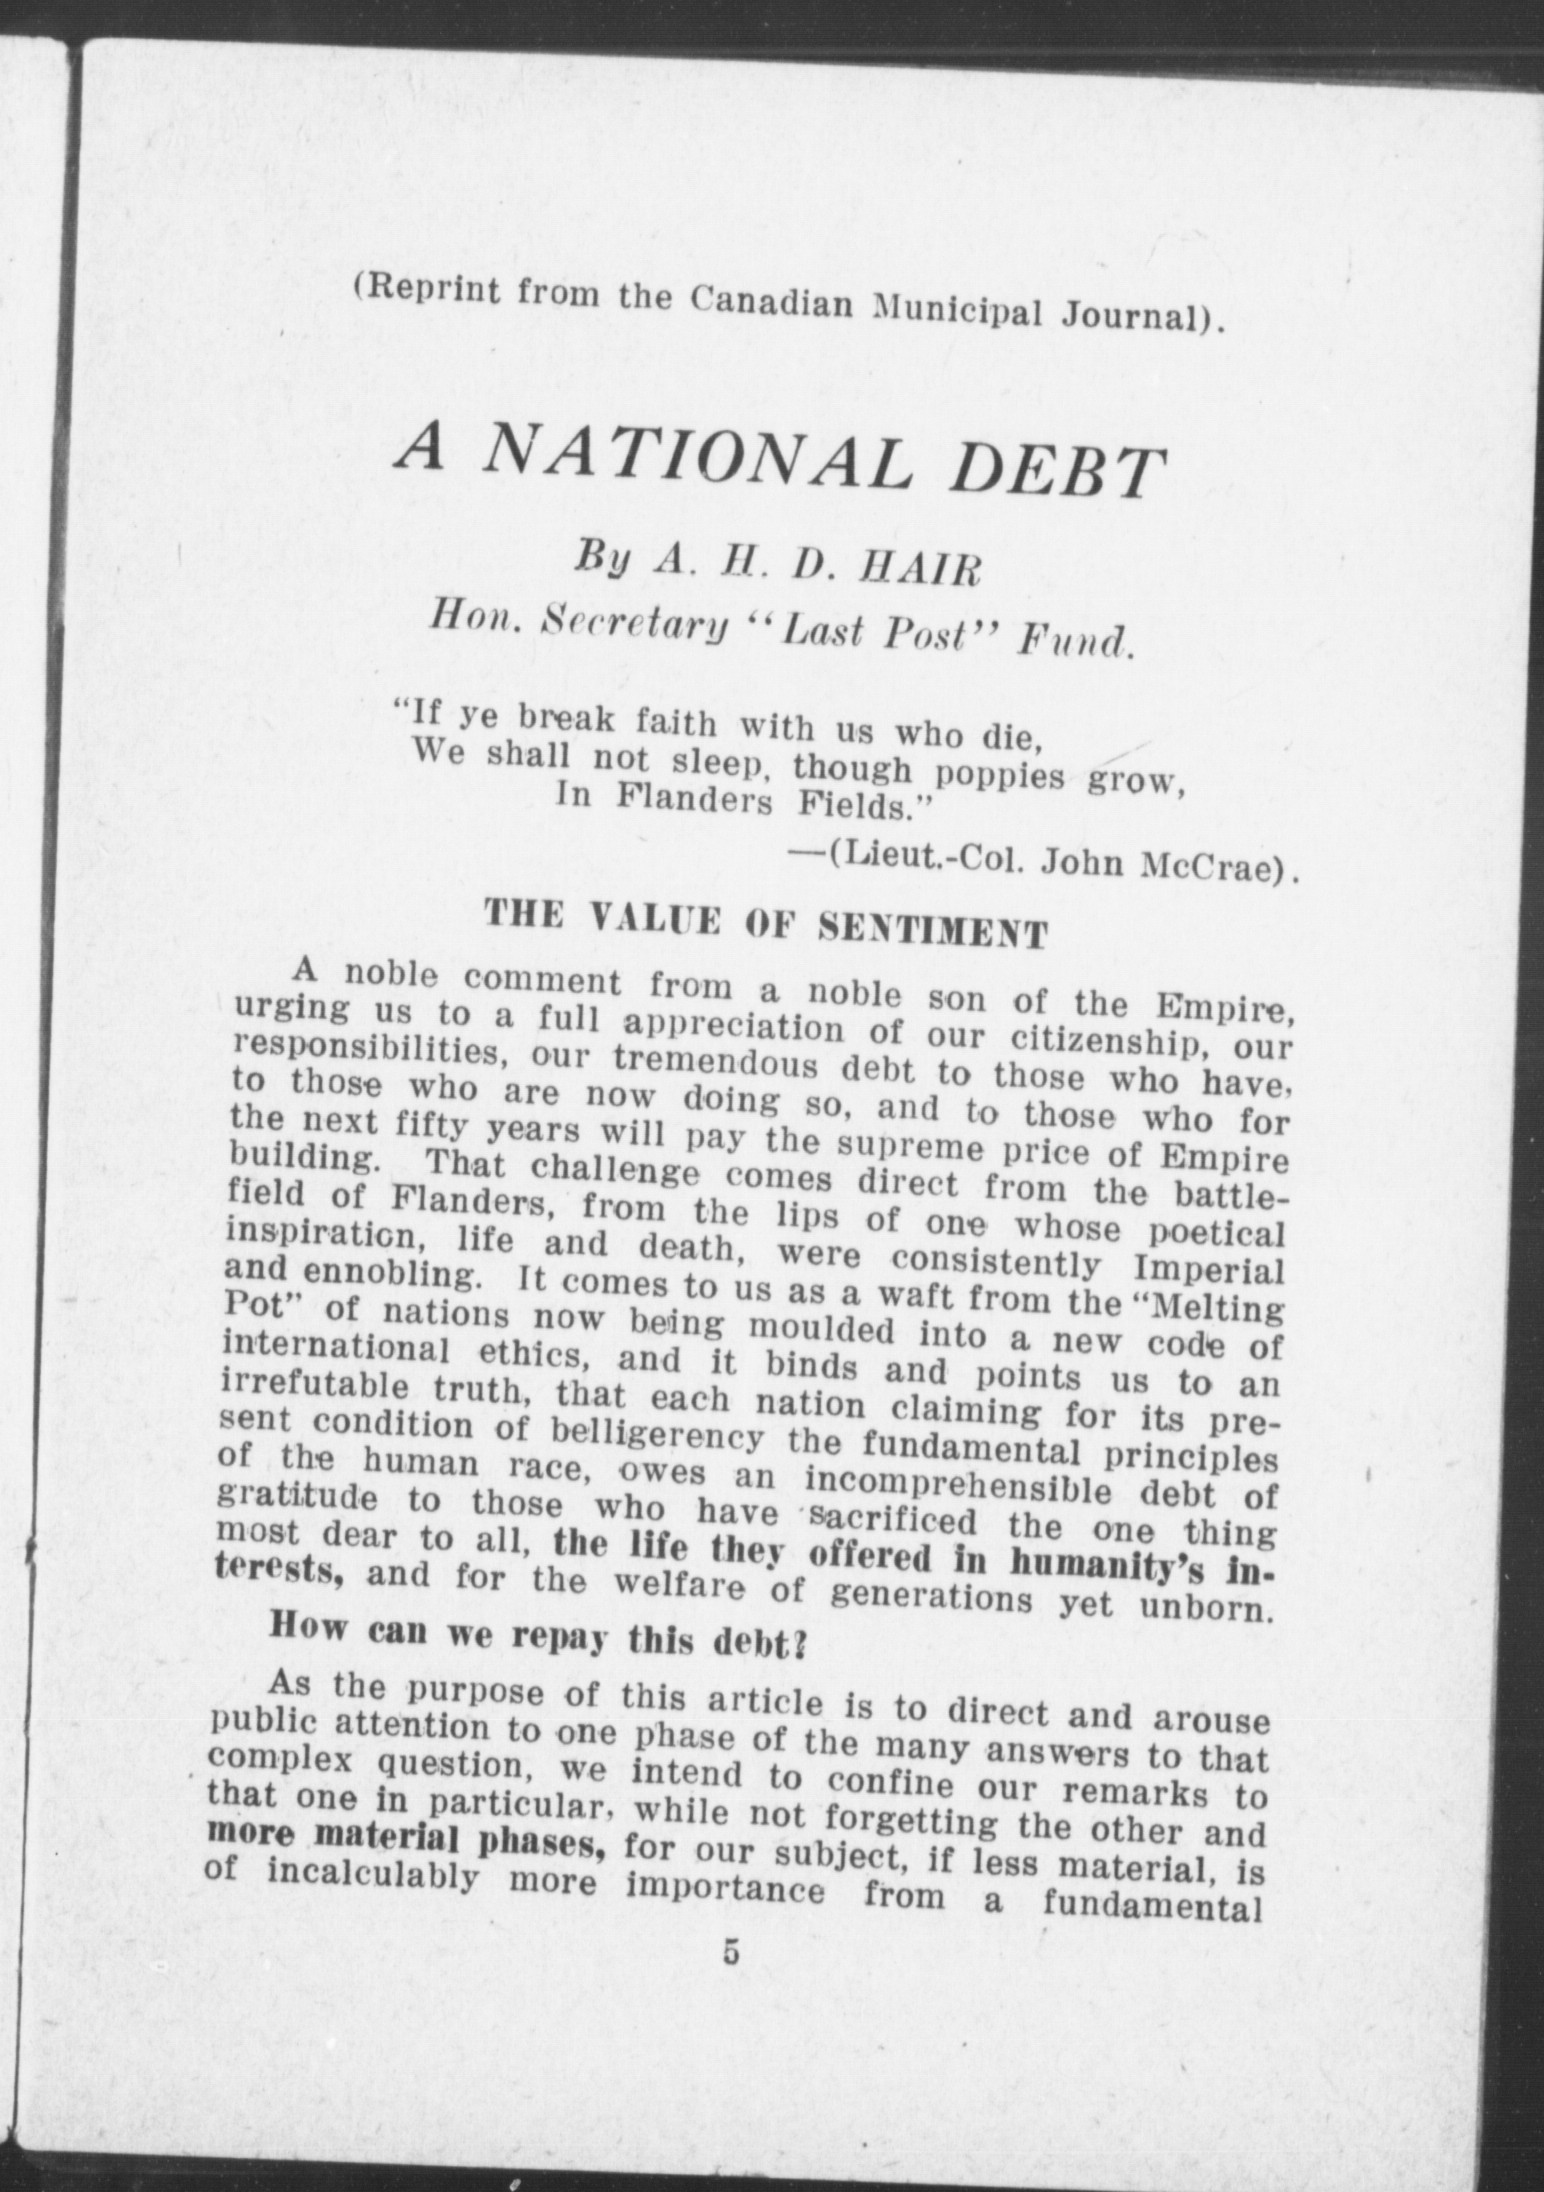 (Reprint from the Canadian Municipal Journal).
A NATIONAL DEBT
By A. H. D. HAIR
Hon. Secretary "Last Post" Fund.
"If ye break faith with us who die,
We shall not sleep, though poppies grow,
In Flanders Fields."
—(Lieut.-Col. John McCrae).
THE VALUE OF SENTIMENT
A noble comment from a noble son of the Empire,
urging us to a full appreciation of our citizenship, our
responsibilities, our tremendous debt to those who have,
to those who are now doing so, and to those who for
the next fifty years will pay the supreme price of Empire
building. That challenge comes direct from the battle-
field of Flanders, from the lips of one whose poetical
inspiration, life and death, were consistently Imperial
and ennobling. It comes to us as a waft from the "Melting
Pot" of nations now being moulded into a new code of
international ethics, and it binds and points us to an
irrefutable truth, that each nation claiming for its pre-
sent condition of belligerency the fundamental principles
of the human race, owes an incomprehensible debt of
gratitude to those who have sacrificed the one thing
most dear to all, the life they offered in humanity's in-
terests, and for the welfare of generations yet unborn.
How can we repay this debt?
As the purpose of this article is to direct and arouse
public attention to one phase of the many answers to that
complex question, we intend to confine our remarks to
that one in particular, while not forgetting the other and
more material phases, for our subject, if less material, is
of incalculably more importance from a fundamental
5